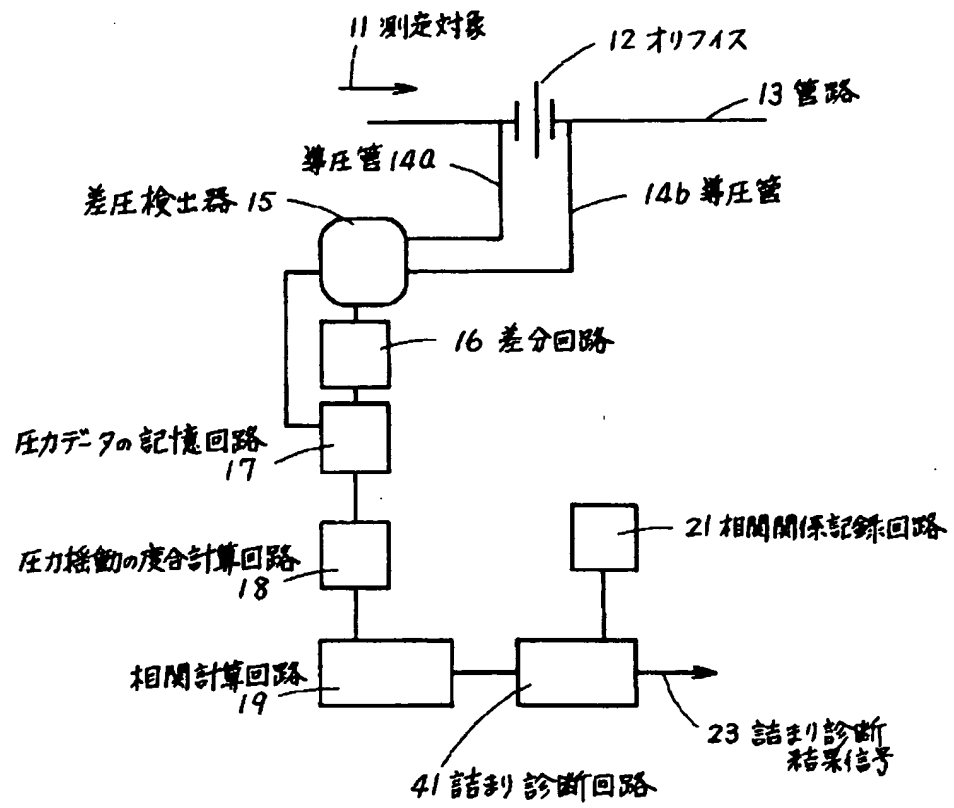 11 測定対象
12 オリフィス
13 管路
導圧管 14a
差圧検出器 15
14b 導圧管
16 差分回路
圧力データの記憶回路
17
21 相関関係記録回路
圧力揺動の度合計算回路
18
相関計算回路
19
23 詰まり診断
結果信号
41 詰まり診断回路